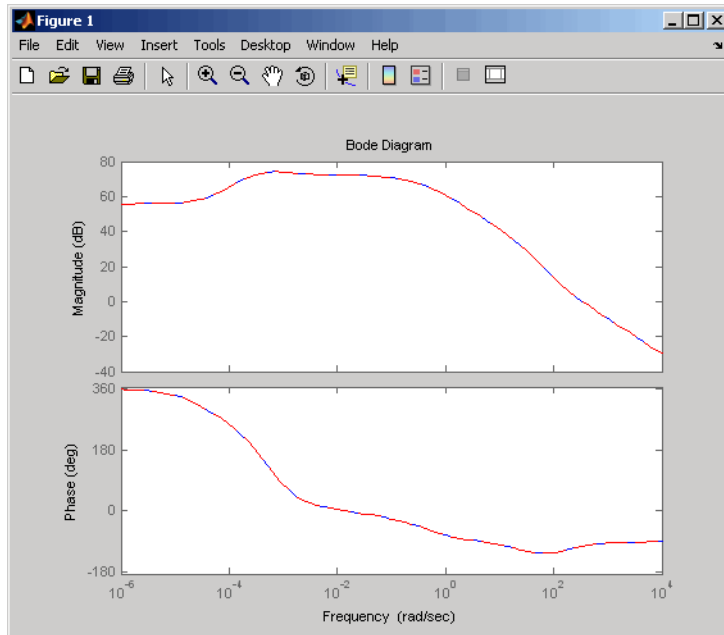 Figure 1
File Edit View Insert Tools Desktop Window Help
Bode Diagram
80
60
40
20
0
-20
-40
Magnitude (dB)
360
180
0
-180
Phase (deg)
10^-6 10^-4 10^-2 10^0 10^2 10^4
Frequency (rad/sec)